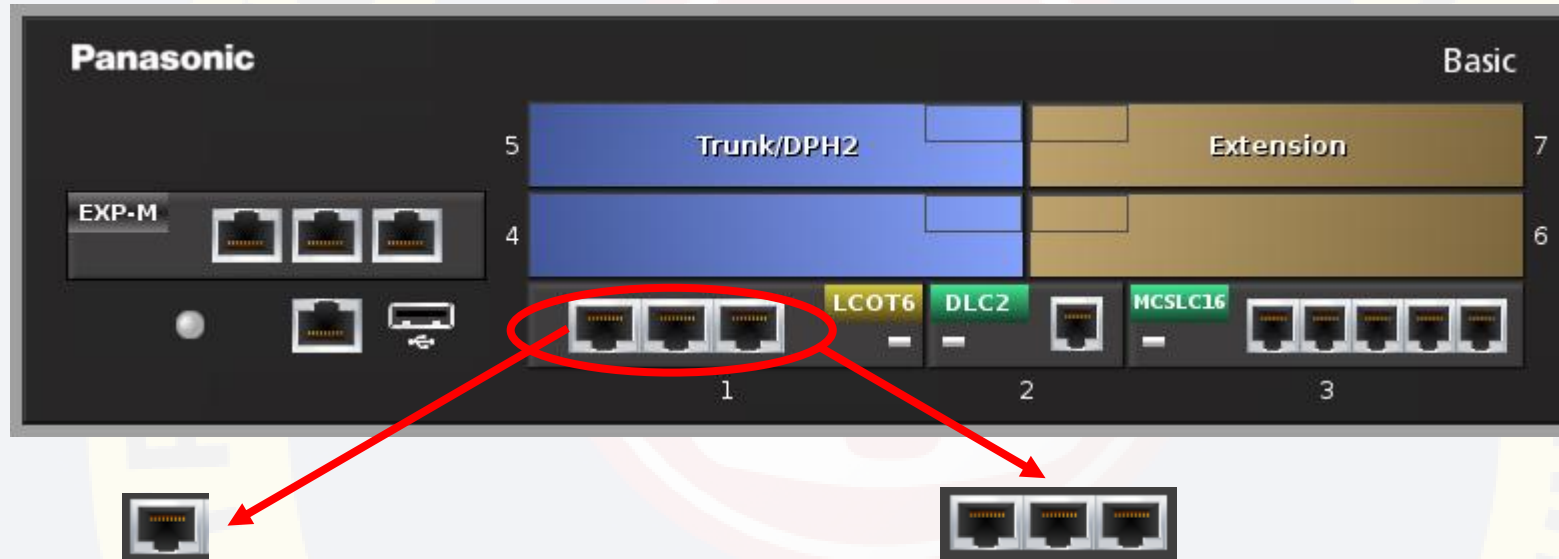 Panasonic
Basic
5 Trunk/DPH2 Extension 7
EXP-M
4 6
LCOT6 DLC2 MCSLC16
1 2 3